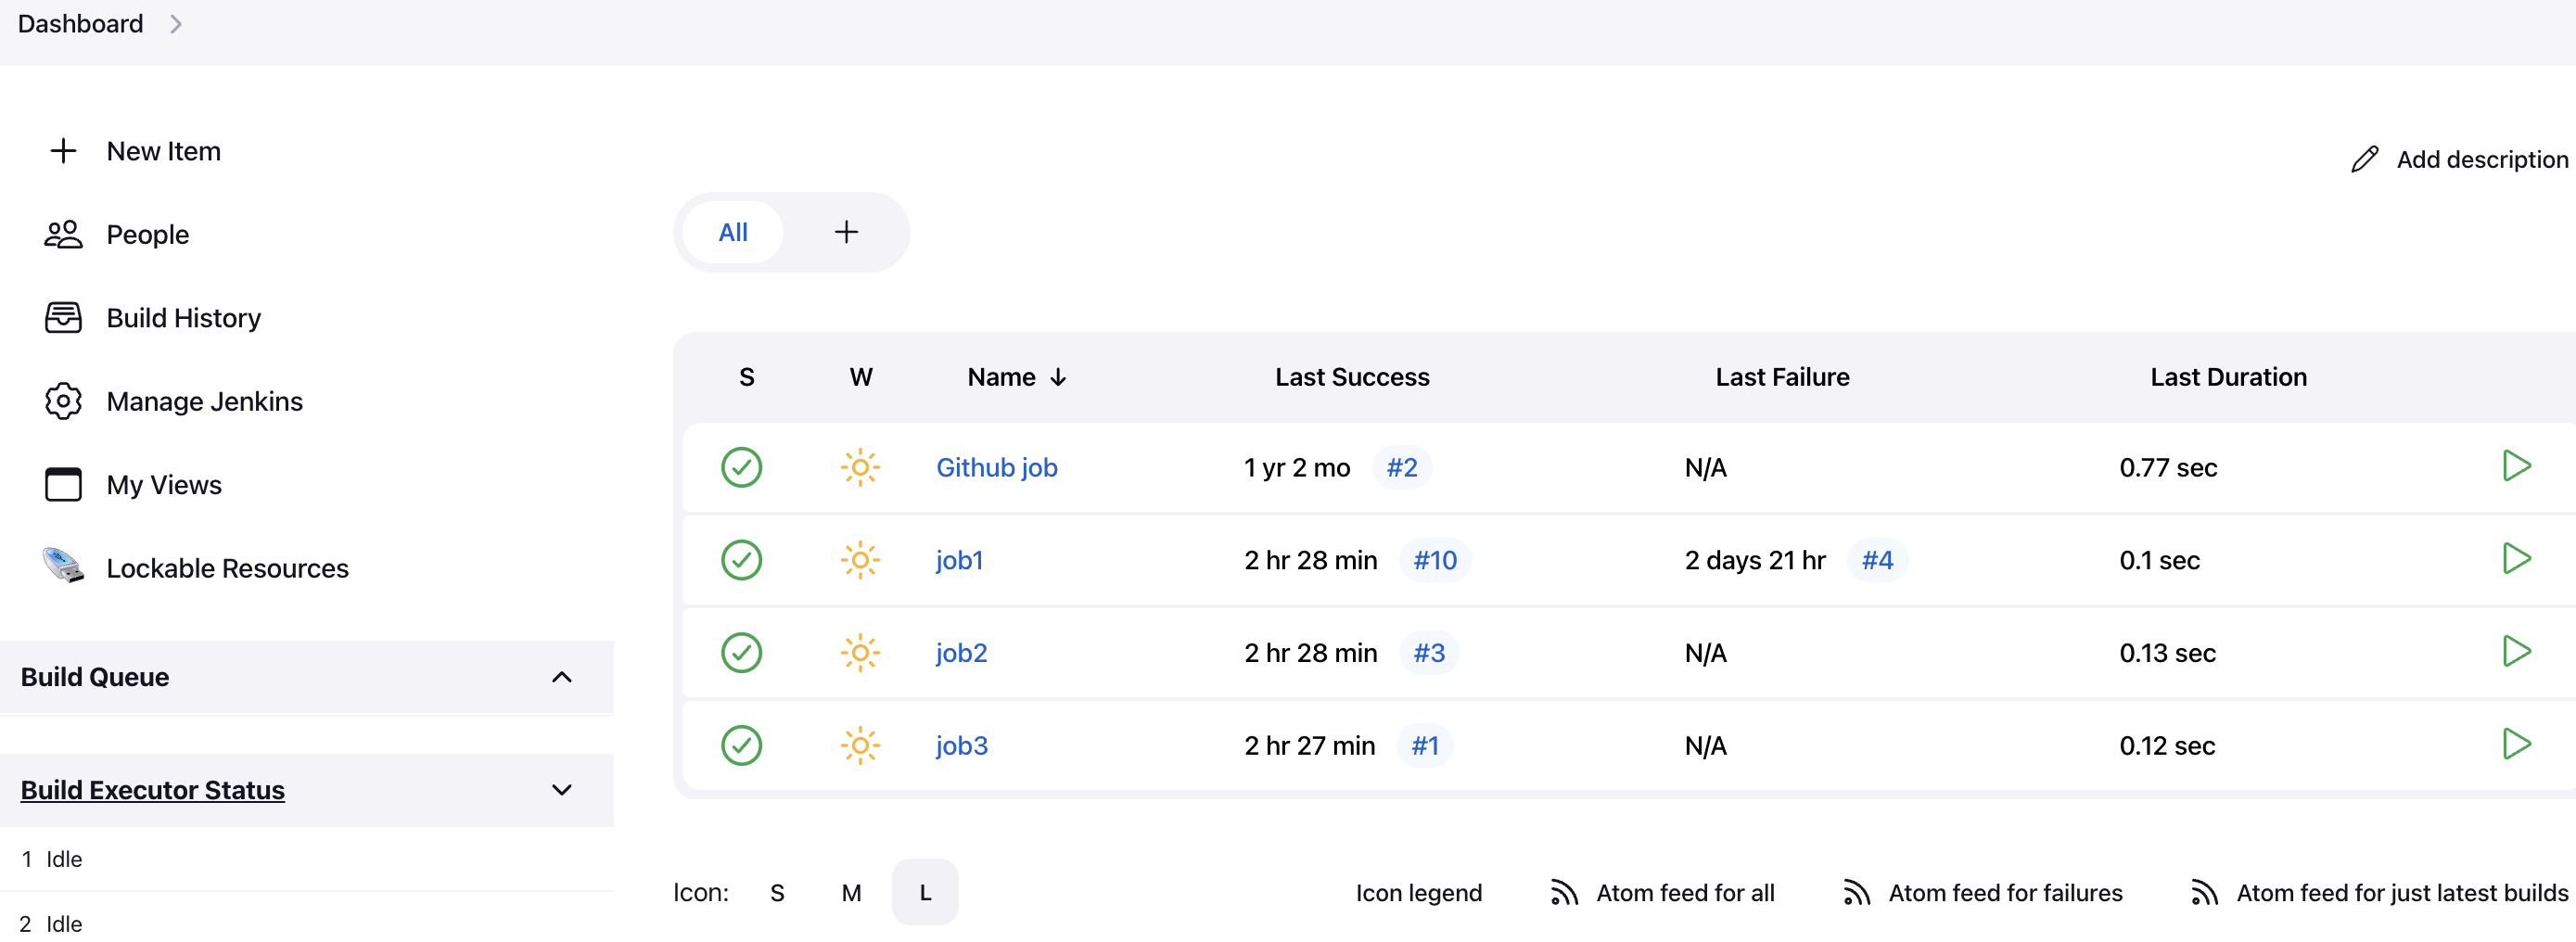 Dashboard
New Item
People
Build History
Manage Jenkins
My Views
Lockable Resources
Build Queue
Build Executor Status
1 Idle
2 Idle
Add description
All +
S W Name ↓ Last Success Last Failure Last Duration
Github job 1 yr 2 mo #2 N/A 0.77 sec
job1 2 hr 28 min #10 2 days 21 hr #4 0.1 sec
job2 2 hr 28 min #3 N/A 0.13 sec
job3 2 hr 27 min #1 N/A 0.12 sec
Icon: S M L Icon legend Atom feed for all Atom feed for failures Atom feed for just latest builds